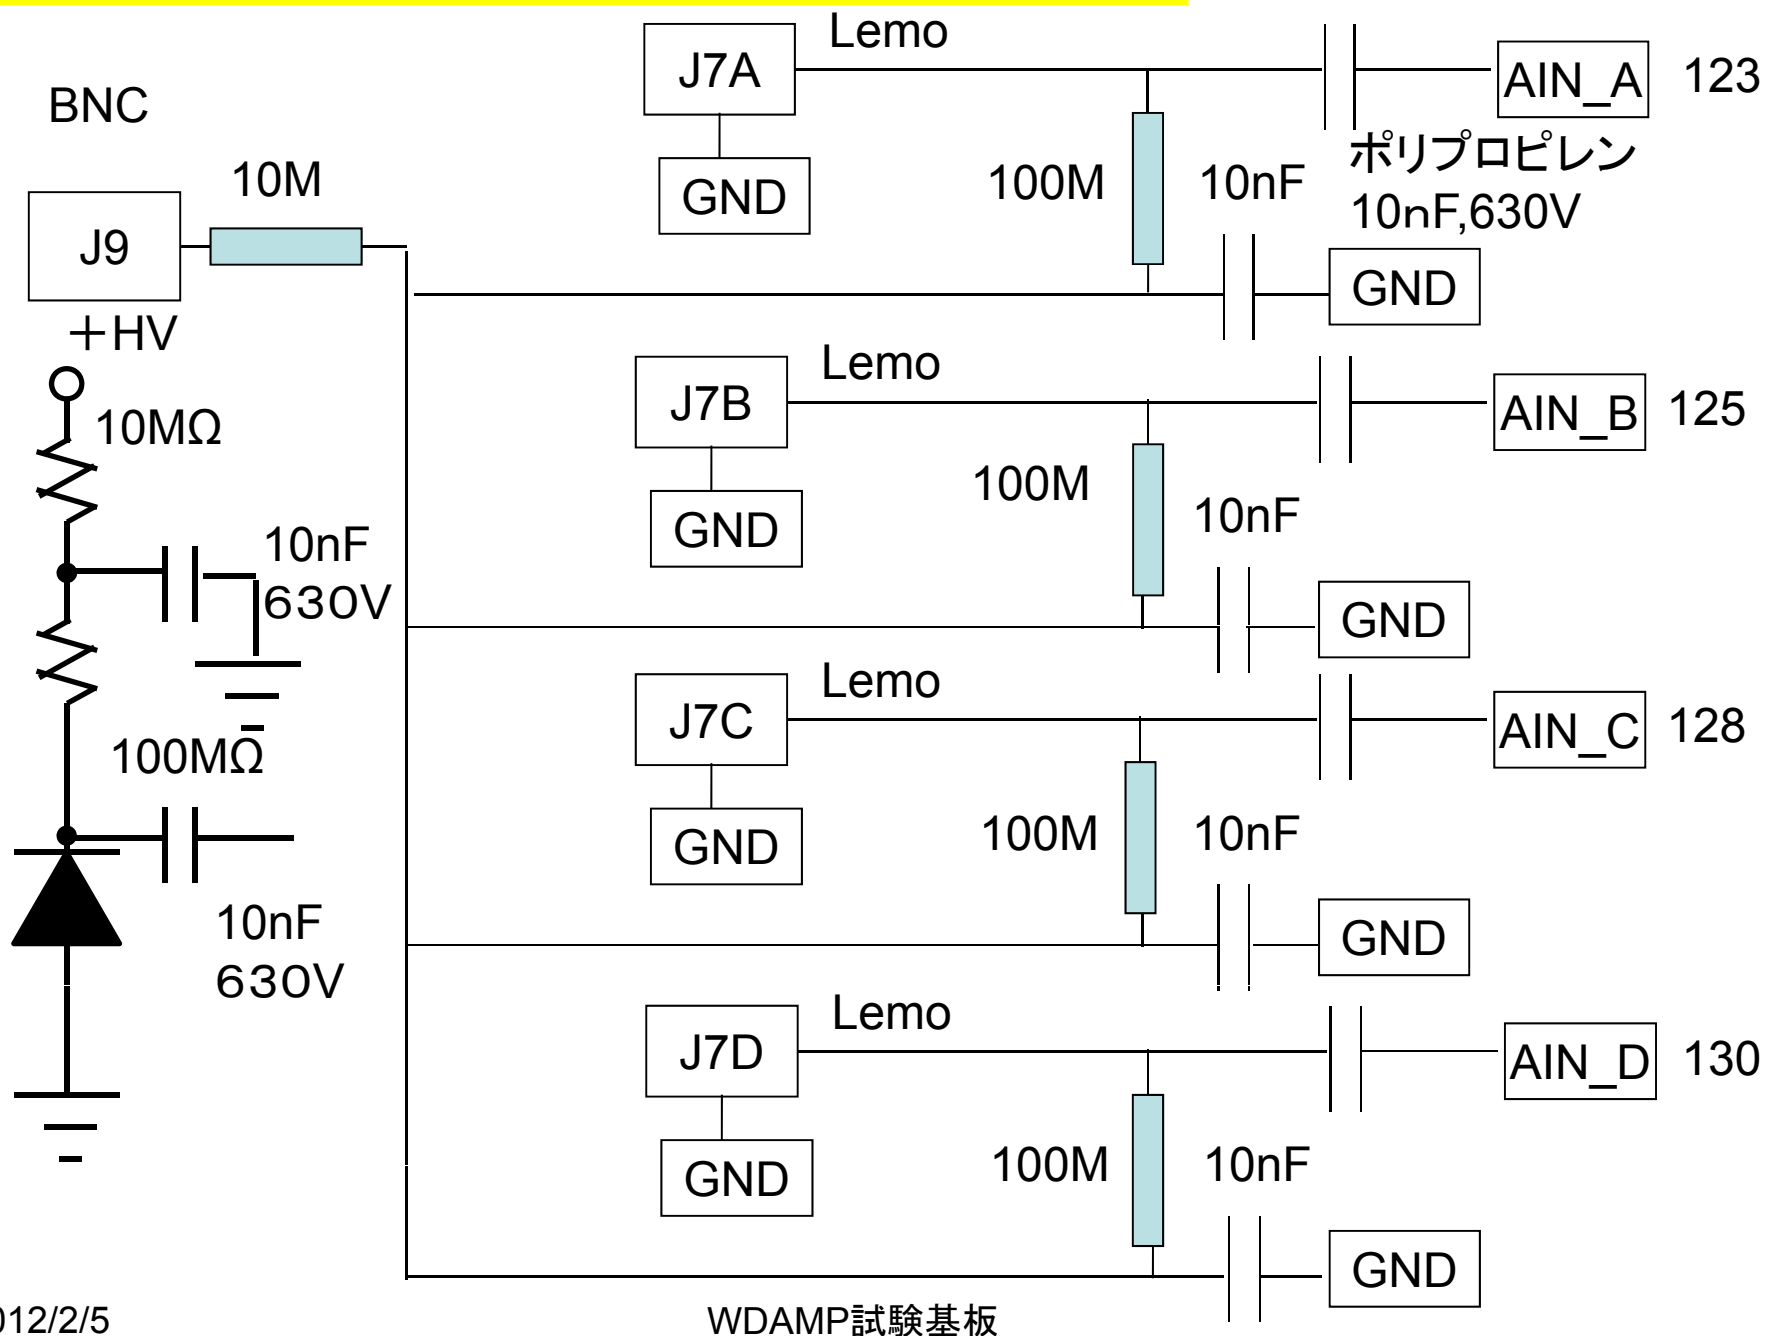 Lemo
J7A
AIN_A
123
BNC
10M
100M
10nF
ポリプロピレン
10nF,630V
GND
J9
GND
+HV
Lemo
10MΩ
J7B
AIN_B
125
100M
10nF
GND
10nF
630V
GND
Lemo
J7C
AIN_C
128
100MΩ
100M
10nF
GND
10nF
630V
GND
Lemo
J7D
AIN_D
130
100M
10nF
GND
GND
012/2/5
WDAMP試験基板